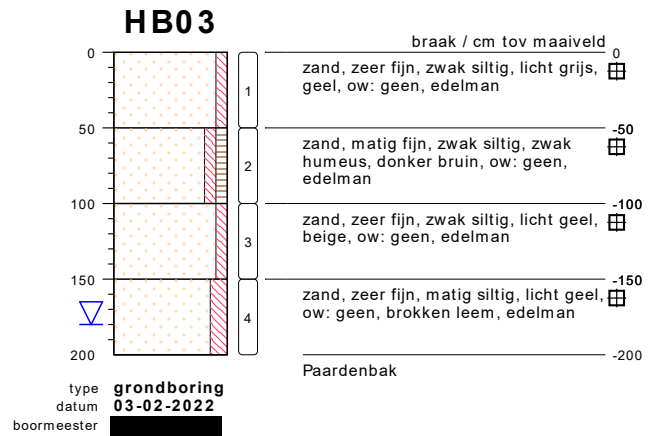 HB03
braak / cm tov maaiveld
0
0
zand, zeer fijn, zwak siltig, licht grijs,
geel, ow: geen, edelman
1
50
-50
zand, matig fijn, zwak siltig, zwak
humeus, donker bruin, ow: geen,
edelman
2
100
-100
zand, zeer fijn, zwak siltig, licht geel,
beige, ow: geen, edelman
3
150
-150
zand, zeer fijn, matig siltig, licht geel,
ow: geen, brokken leem, edelman
4
200
-200
Paardenbak
type grondboring
datum 03-02-2022
boormeester